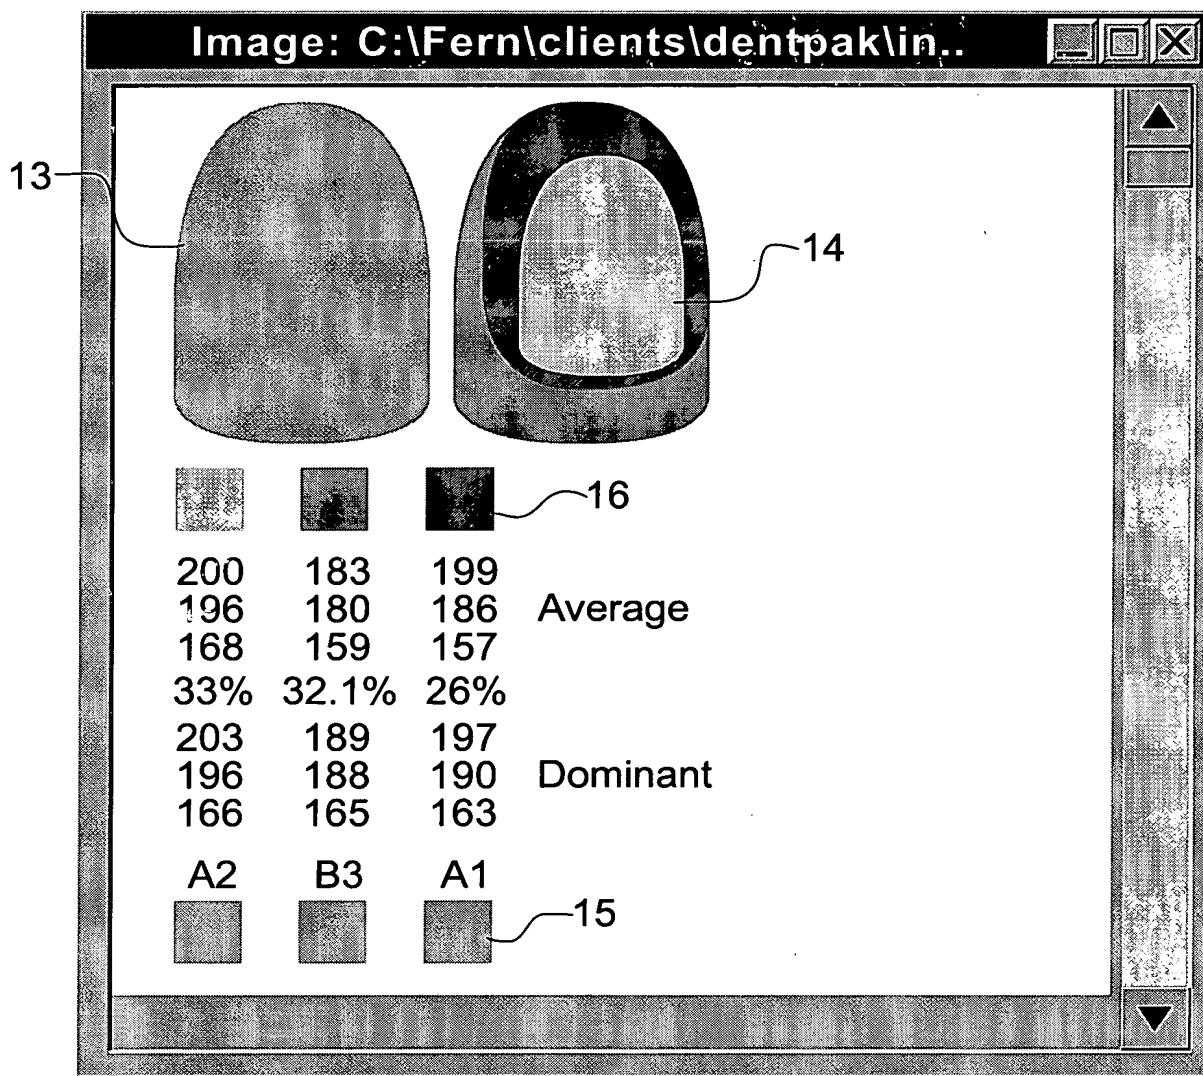 Image: C:\Fern\clients\dentpak\in..
13
14
16
200 183 199
196 180 186 Average
168 159 157
33% 32.1% 26%
203 189 197
196 188 190 Dominant
166 165 163
A2 B3 A1
15